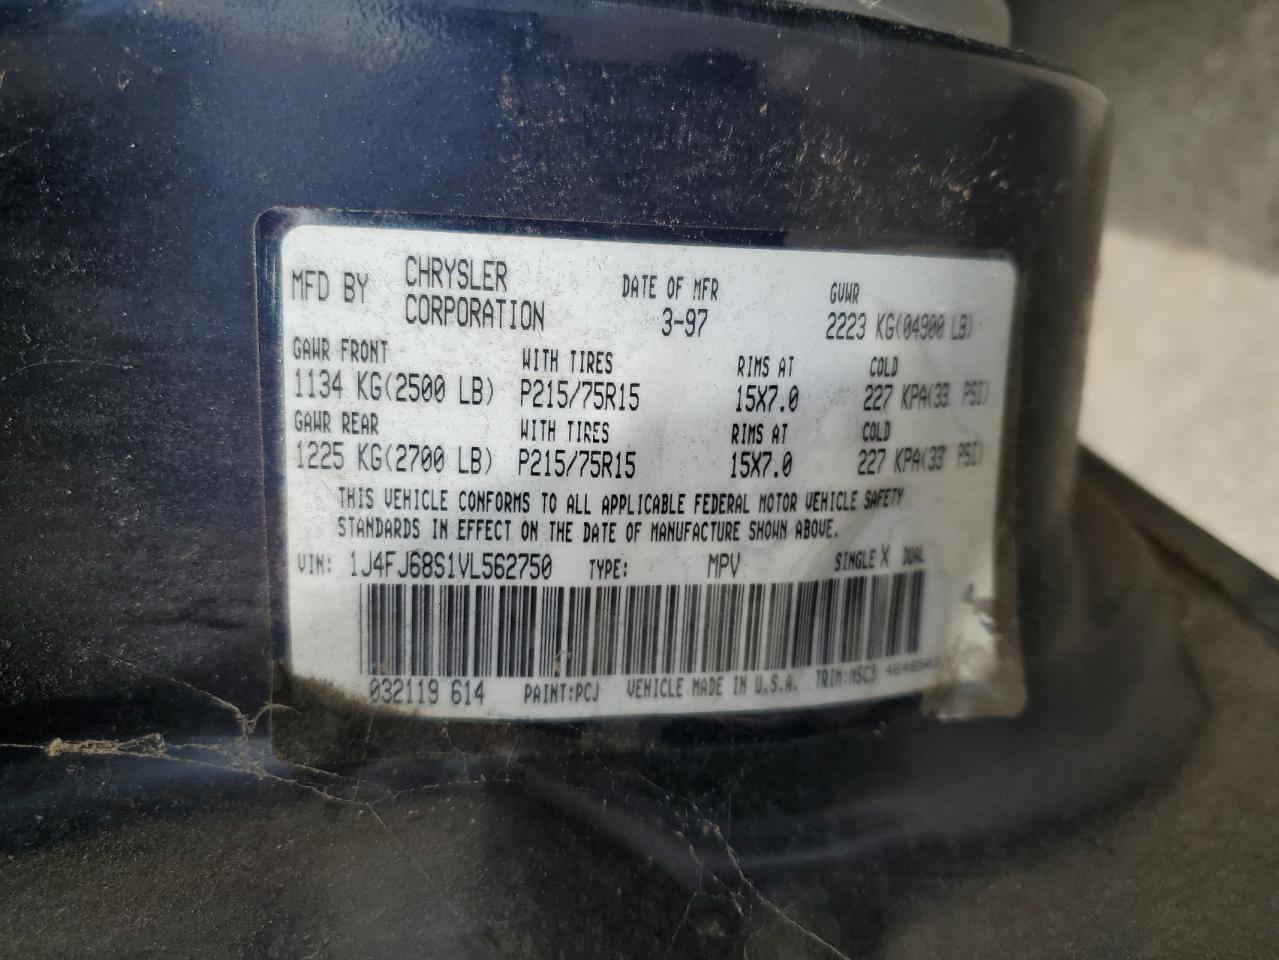 MFD BY CHRYSLER CORPORATION DATE OF MFR 3-97 GVWR 2223 KG(04900 LB)
GAWR FRONT WITH TIRES RIMS AT COLD
1134 KG(2500 LB) P215/75R15 15X7.0 227 KPA(33 PSI)
GAWR REAR WITH TIRES RIMS AT COLD
1225 KG(2700 LB) P215/75R15 15X7.0 227 KPA(33 PSI)
THIS VEHICLE CONFORMS TO ALL APPLICABLE FEDERAL MOTOR VEHICLE SAFETY
STANDARDS IN EFFECT ON THE DATE OF MANUFACTURE SHOWN ABOVE.
VIN: 1J4FJ68S1VL562750 TYPE: MPV SINGLE X DUAL
032119 614 PAINT:PCJ VEHICLE MADE IN U.S.A. TRIM:MSC3